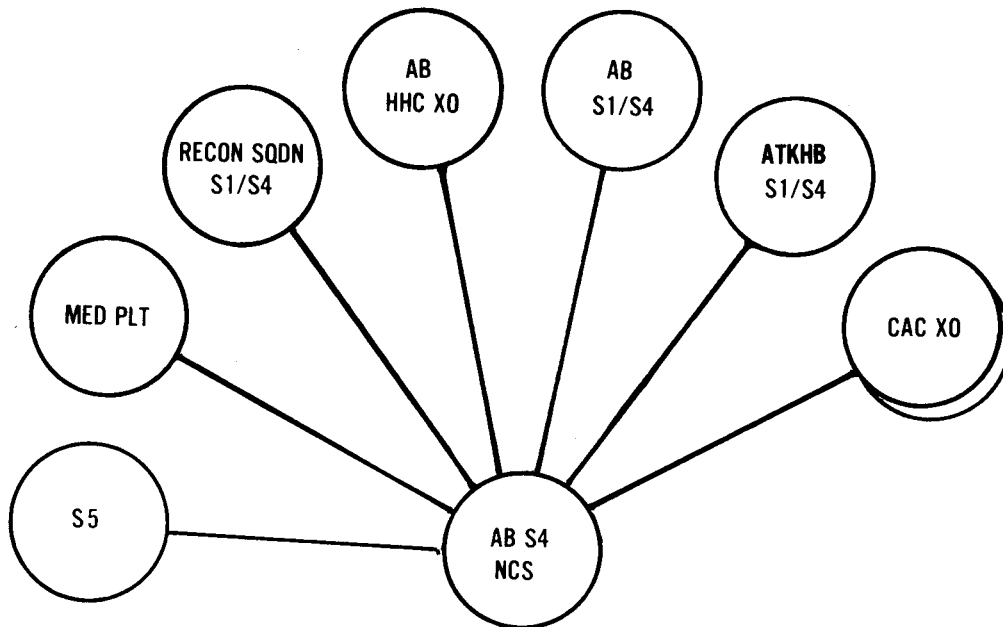 AB
HHC XO
AB
S1/S4
RECON SQDN
S1/S4
ATKHB
S1/S4
MED PLT
CAC XO
S5
AB S4
NCS